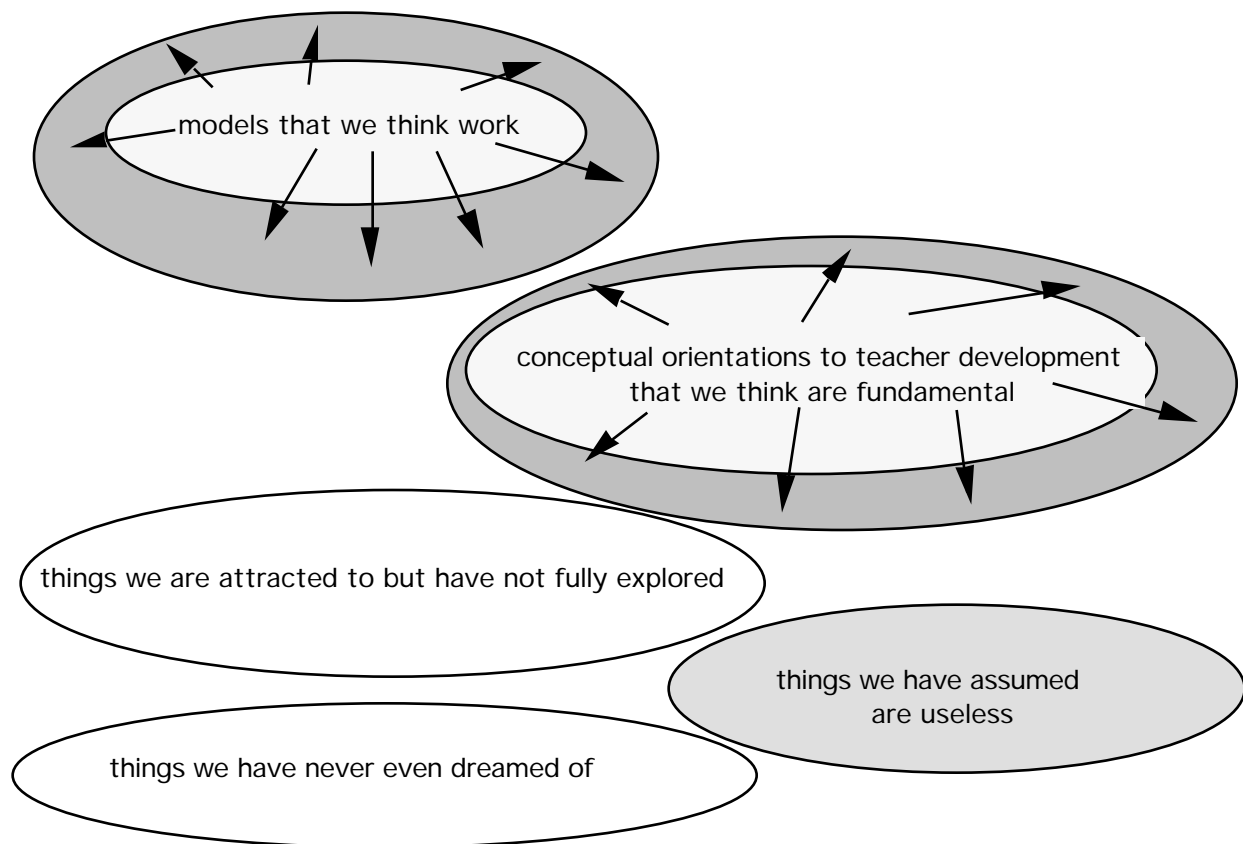 models that we think work
conceptual orientations to teacher development
that we think are fundamental
things we are attracted to but have not fully explored
things we have assumed
are useless
things we have never even dreamed of